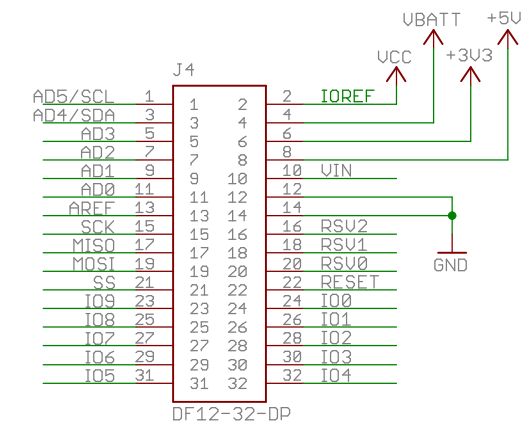 VBATT +5V
VCC +3V3
J4
AD5/SCL 1 1 2 2 IOREF
AD4/SDA 3 3 4 4
AD3 5 5 6 6
AD2 7 7 8 8
AD1 9 9 10 10 VIN
AD0 11 11 12 12
AREF 13 13 14 14
SCK 15 15 16 16 RSV2
MISO 17 17 18 18 RSV1
MOSI 19 19 20 20 RSV0
GND
SS 21 21 22 22 RESET
IO9 23 23 24 24 IO0
IO8 25 25 26 26 IO1
IO7 27 27 28 28 IO2
IO6 29 29 30 30 IO3
IO5 31 31 32 32 IO4
DF12-32-DP